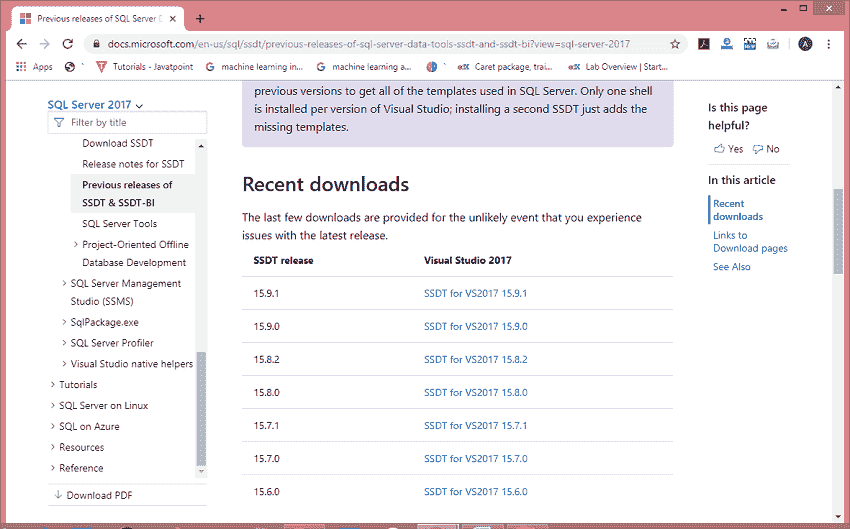 Previous releases of SQL Server D
docs.microsoft.com/en-us/sql/ssdt/previous-releases-of-sql-server-data-tools-ssdt-and-ssdt-bi?view=sql-server-2017
Apps
Tutorials - Javatpoint
machine learning in...
machine learning a...
Caret package, trai...
Lab Overview | Start...
SQL Server 2017
Filter by title
Download SSDT
Release notes for SSDT
Previous releases of
SSDT & SSDT-BI
SQL Server Tools
Project-Oriented Offline
Database Development
SQL Server Management
Studio (SSMS)
SqlPackage.exe
SQL Server Profiler
Visual Studio native helpers
Tutorials
SQL Server on Linux
SQL on Azure
Resources
Reference
Download PDF
previous versions to get all of the templates used in SQL Server. Only one shell
is installed per version of Visual Studio; installing a second SSDT just adds the
missing templates.
Recent downloads
The last few downloads are provided for the unlikely event that you experience
issues with the latest release.
SSDT release Visual Studio 2017
15.9.1 SSDT for VS2017 15.9.1
15.9.0 SSDT for VS2017 15.9.0
15.8.2 SSDT for VS2017 15.8.2
15.8.0 SSDT for VS2017 15.8.0
15.7.1 SSDT for VS2017 15.7.1
15.7.0 SSDT for VS2017 15.7.0
15.6.0 SSDT for VS2017 15.6.0
Is this page
helpful?
Yes No
In this article
Recent
downloads
Links to
Download pages
See Also